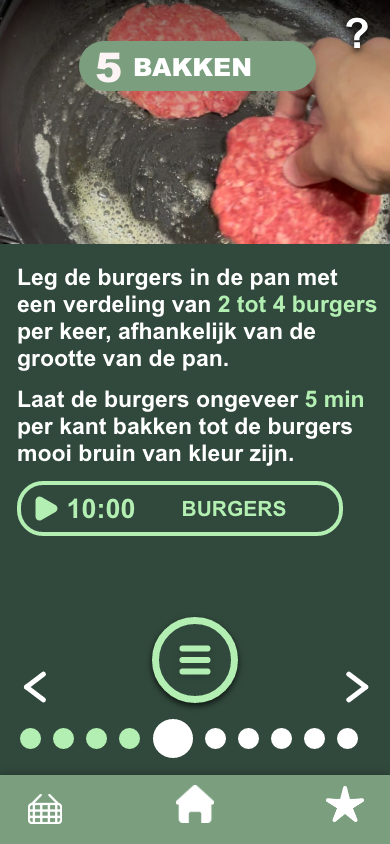 ?
5 BAKKEN
Leg de burgers in de pan met
een verdeling van 2 tot 4 burgers
per keer, afhankelijk van de
grootte van de pan.
Laat de burgers ongeveer 5 min
per kant bakken tot de burgers
mooi bruin van kleur zijn.
10:00 BURGERS